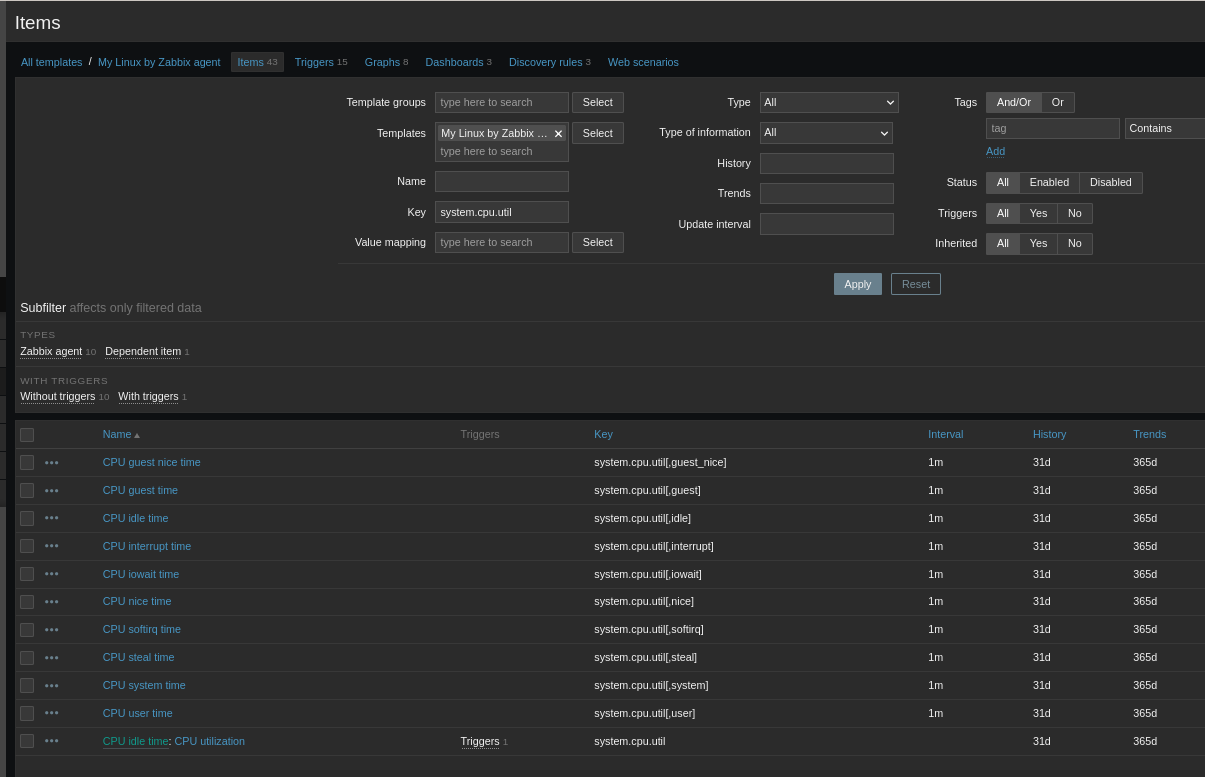 Items
All templates / My Linux by Zabbix agent Items 43 Triggers 15 Graphs 8 Dashboards 3 Discovery rules 3 Web scenarios
Template groups type here to search Select Type All Tags And/Or Or
Templates My Linux by Zabbix ... × Select Type of information All tag Contains
type here to search Add
History
Name Status All Enabled Disabled
Trends
Key system.cpu.util Triggers All Yes No
Update interval
Value mapping type here to search Select Inherited All Yes No
Apply Reset
Subfilter affects only filtered data
TYPES
Zabbix agent 10 Dependent item 1
WITH TRIGGERS
Without triggers 10 With triggers 1
Name Triggers Key Interval History Trends
CPU guest nice time system.cpu.util[,guest_nice] 1m 31d 365d
CPU guest time system.cpu.util[,guest] 1m 31d 365d
CPU idle time system.cpu.util[,idle] 1m 31d 365d
CPU interrupt time system.cpu.util[,interrupt] 1m 31d 365d
CPU iowait time system.cpu.util[,iowait] 1m 31d 365d
CPU nice time system.cpu.util[,nice] 1m 31d 365d
CPU softirq time system.cpu.util[,softirq] 1m 31d 365d
CPU steal time system.cpu.util[,steal] 1m 31d 365d
CPU system time system.cpu.util[,system] 1m 31d 365d
CPU user time system.cpu.util[,user] 1m 31d 365d
CPU idle time: CPU utilization Triggers 1 system.cpu.util 31d 365d